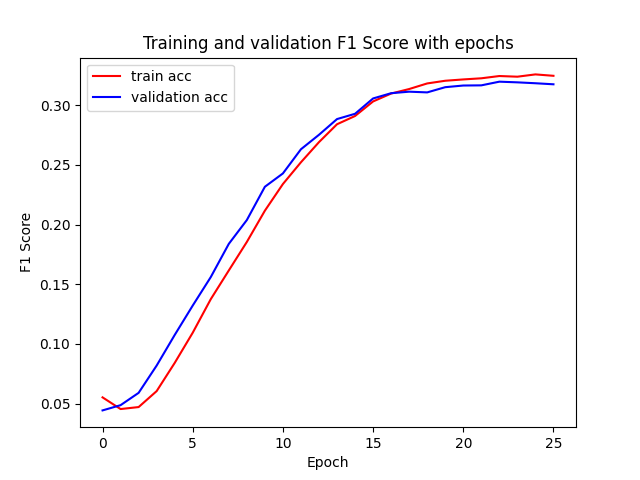 Training and validation F1 Score with epochs
train acc
validation acc
0.30
0.25
0.20
0.15
0.10
0.05
F1 Score
0 5 10 15 20 25
Epoch